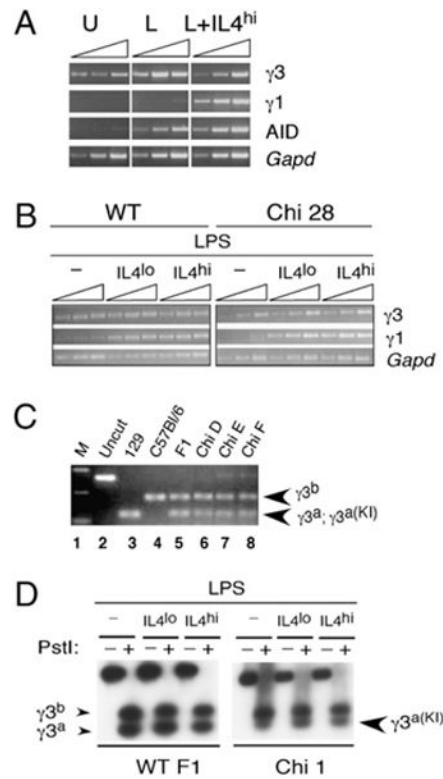 A
U L L+IL4hi
γ3
γ1
AID
Gapd
B
WT Chi 28
LPS
– IL4lo IL4hi – IL4lo IL4hi
γ3
γ1
Gapd
C
M Uncut 129 C57Bl/6 F1 Chi D Chi E Chi F
γ3b
γ3a; γ3a(KI)
1 2 3 4 5 6 7 8
D
LPS
– IL4lo IL4hi – IL4lo IL4hi
PstI: – + – + – + – + – + – +
γ3b
γ3a
γ3a(KI)
WT F1 Chi 1